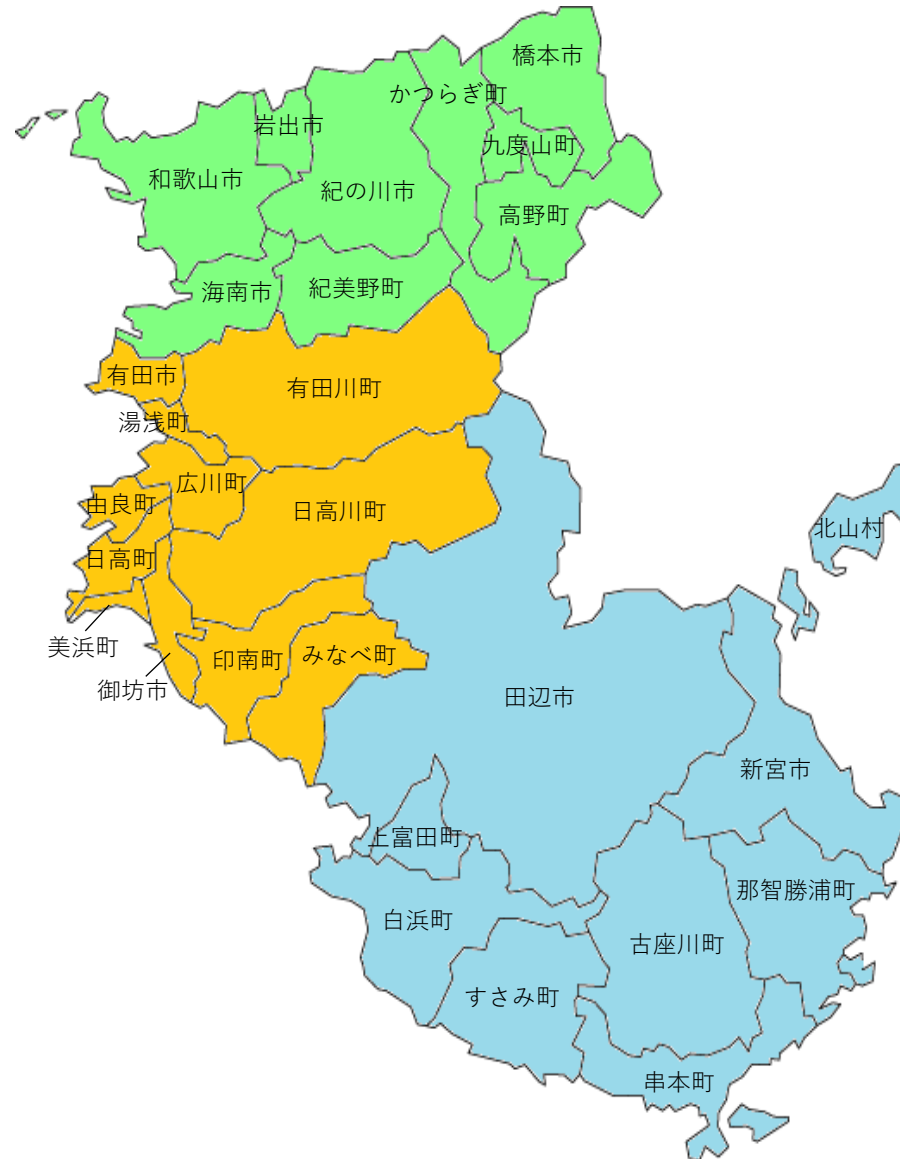 橋本市
かつらぎ町
岩出市
九度山町
和歌山市
紀の川市
高野町
海南市
紀美野町
有田市
有田川町
湯浅町
広川町
由良町
日高川町
北山村
日高町
美浜町
印南町
みなべ町
御坊市
田辺市
新宮市
上富田町
那智勝浦町
白浜町
古座川町
すさみ町
串本町